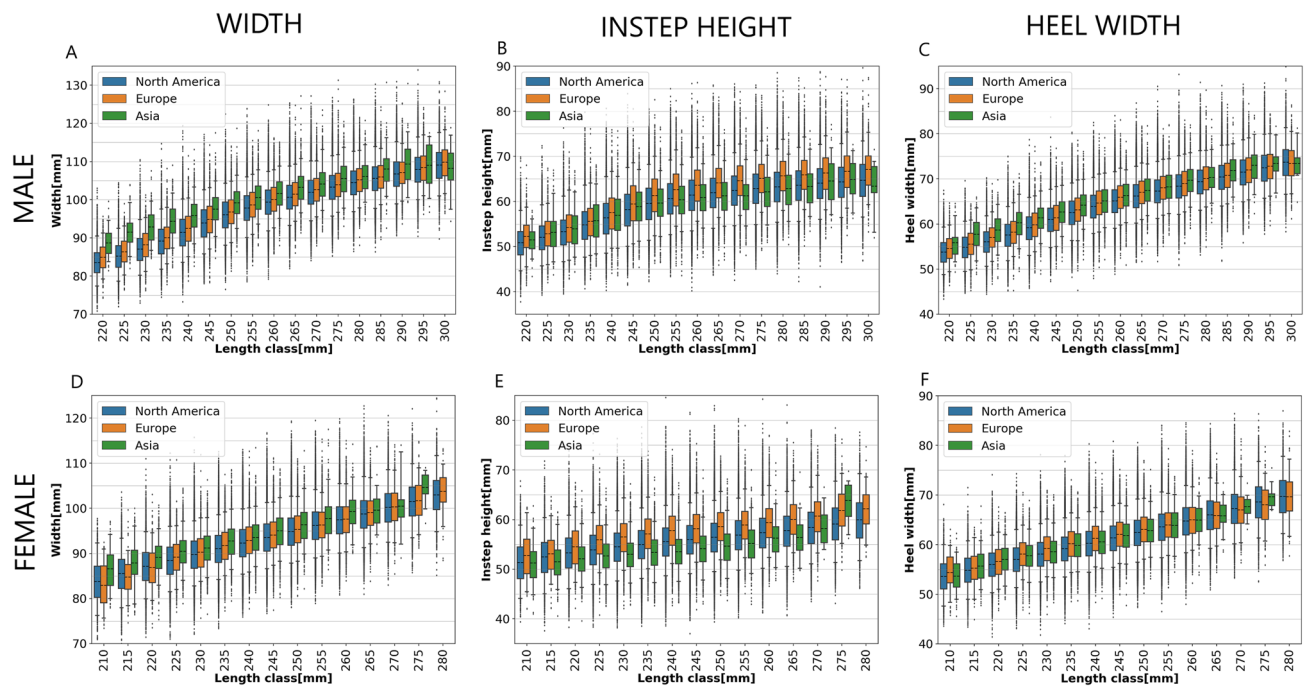 WIDTH
INSTEP HEIGHT
HEEL WIDTH
MALE
A
North America
Europe
Asia
Width[mm]
130
120
110
100
90
80
70
220 225 230 235 240 245 250 255 260 265 270 275 280 285 290 295 300
Length class[mm]
B
North America
Europe
Asia
Instep height[mm]
90
80
70
60
50
40
220 225 230 235 240 245 250 255 260 265 270 275 280 285 290 295 300
Length class[mm]
C
North America
Europe
Asia
Heel width[mm]
90
80
70
60
50
40
220 225 230 235 240 245 250 255 260 265 270 275 280 285 290 295 300
Length class[mm]
FEMALE
D
North America
Europe
Asia
Width[mm]
120
110
100
90
80
70
210 215 220 225 230 235 240 245 250 255 260 265 270 275 280
Length class[mm]
E
North America
Europe
Asia
Instep height[mm]
80
70
60
50
40
210 215 220 225 230 235 240 245 250 255 260 265 270 275 280
Length class[mm]
F
North America
Europe
Asia
Heel width[mm]
90
80
70
60
50
40
210 215 220 225 230 235 240 245 250 255 260 265 270 275 280
Length class[mm]